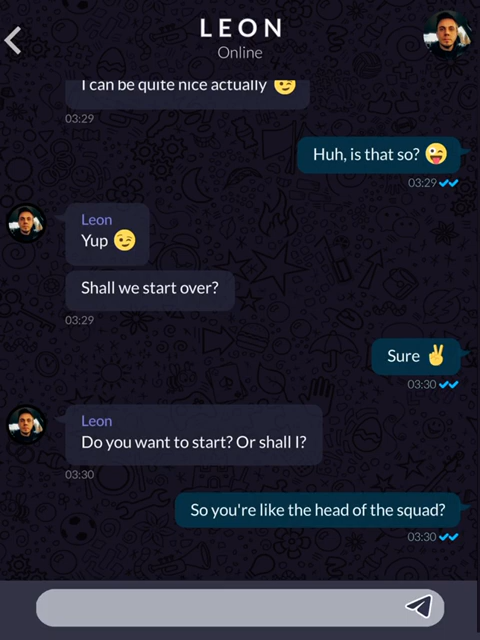 LEON
Online
I can be quite nice actually 😉
03:29
Huh, is that so? 😜
03:29
Leon
Yup 😉
Shall we start over?
03:29
Sure ✌
03:30
Leon
Do you want to start? Or shall I?
03:30
So you're like the head of the squad?
03:30